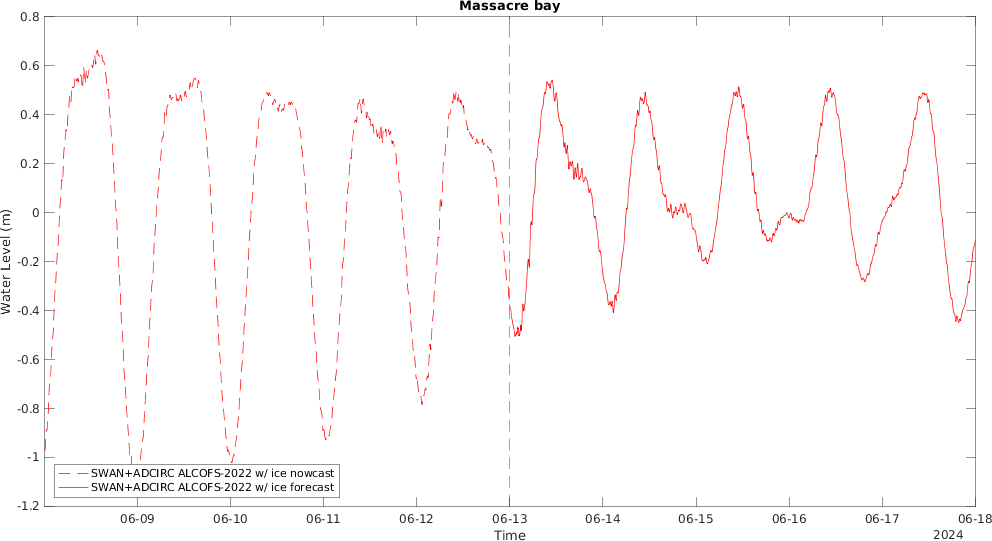 Massacre bay
0.8
0.6
0.4
0.2
0
-0.2
-0.4
-0.6
-0.8
-1
-1.2
Water Level (m)
SWAN+ADCIRC ALCOFS-2022 w/ ice nowcast
SWAN+ADCIRC ALCOFS-2022 w/ ice forecast
06-09 06-10 06-11 06-12 06-13 06-14 06-15 06-16 06-17 06-18
Time
2024